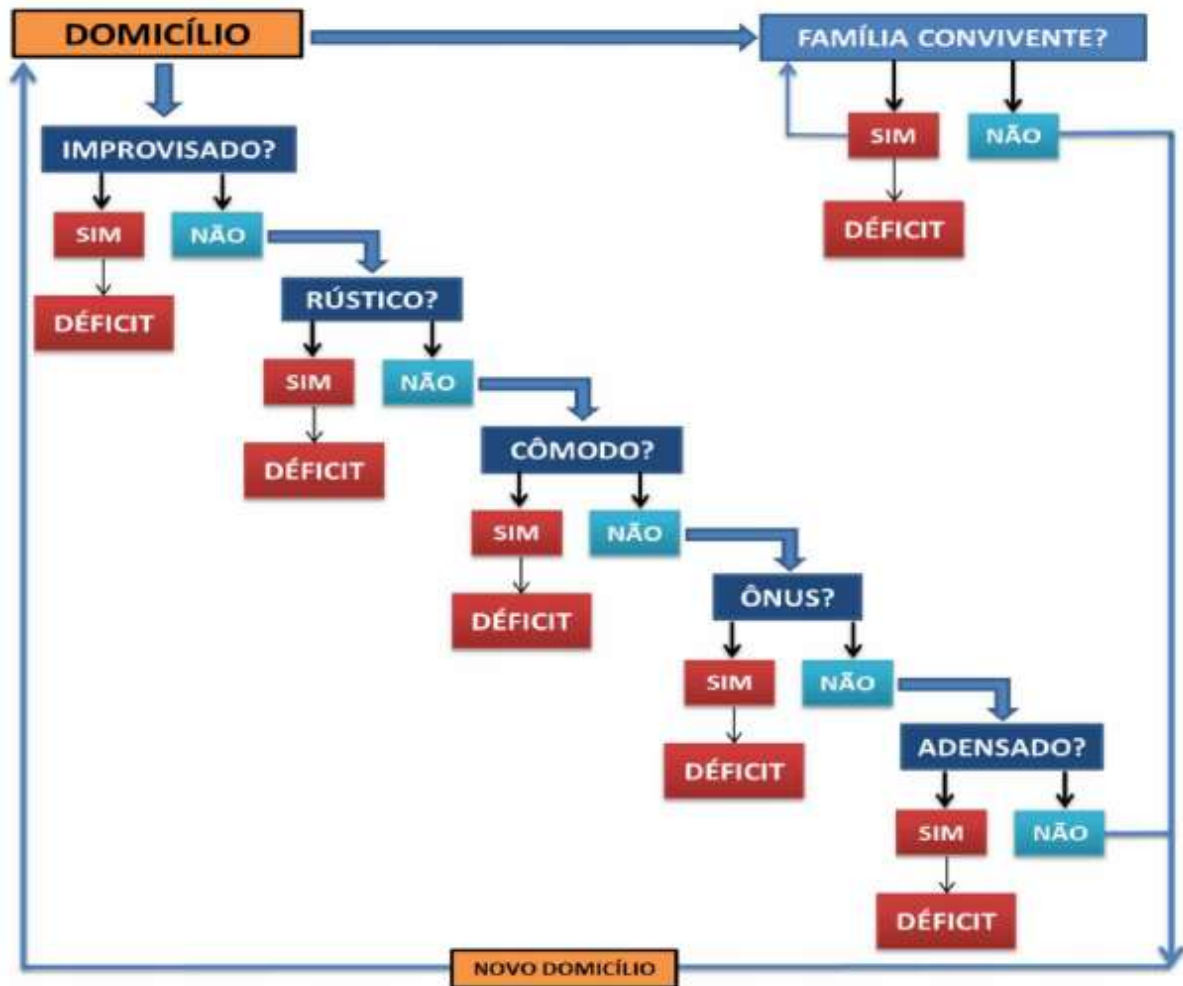 DOMICÍLIO
FAMÍLIA CONVIVENTE?
SIM
NÃO
DÉFICIT
IMPROVISADO?
SIM
NÃO
DÉFICIT
RÚSTICO?
SIM
NÃO
DÉFICIT
CÔMODO?
SIM
NÃO
DÉFICIT
ÔNUS?
SIM
NÃO
DÉFICIT
ADENSADO?
SIM
NÃO
DÉFICIT
NOVO DOMICÍLIO